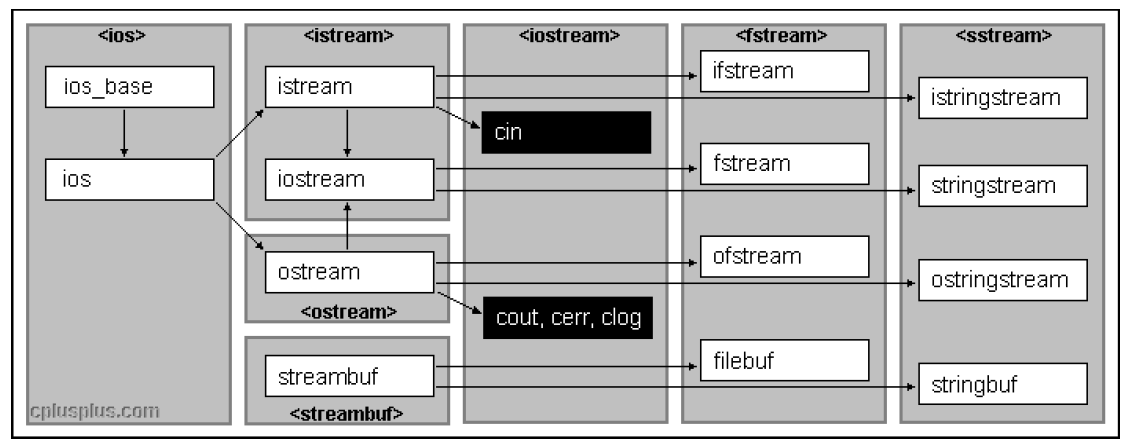 <ios>
ios_base
ios
cplusplus.com
<istream>
istream
iostream
ostream
<ostream>
streambuf
<streambuf>
<iostream>
cin
cout, cerr, clog
<fstream>
ifstream
fstream
ofstream
filebuf
<sstream>
istringstream
stringstream
ostringstream
stringbuf